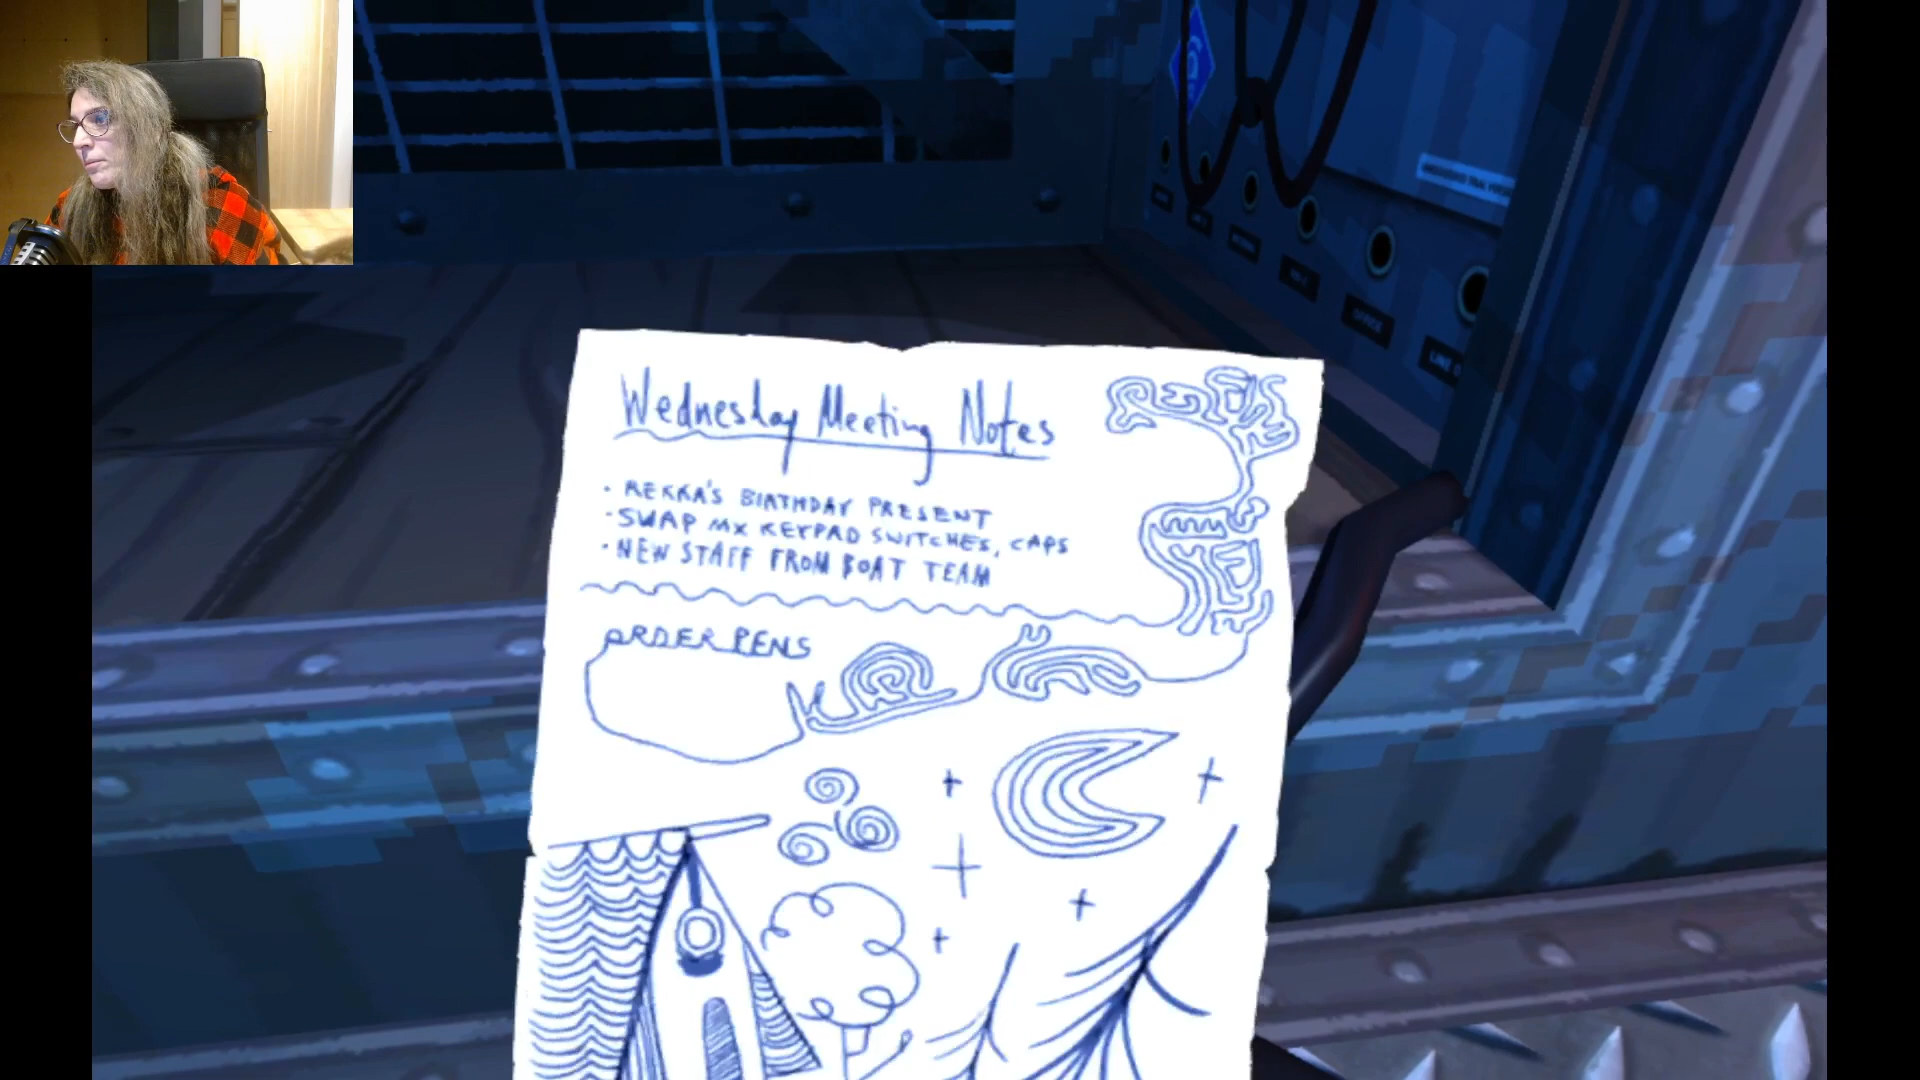 Wednesday Meeting Notes
· REKKA'S BIRTHDAY PRESENT
· SWAP MX KEYPAD SWITCHES, CAPS
· NEW STAFF FROM BOAT TEAM
ORDER PENS